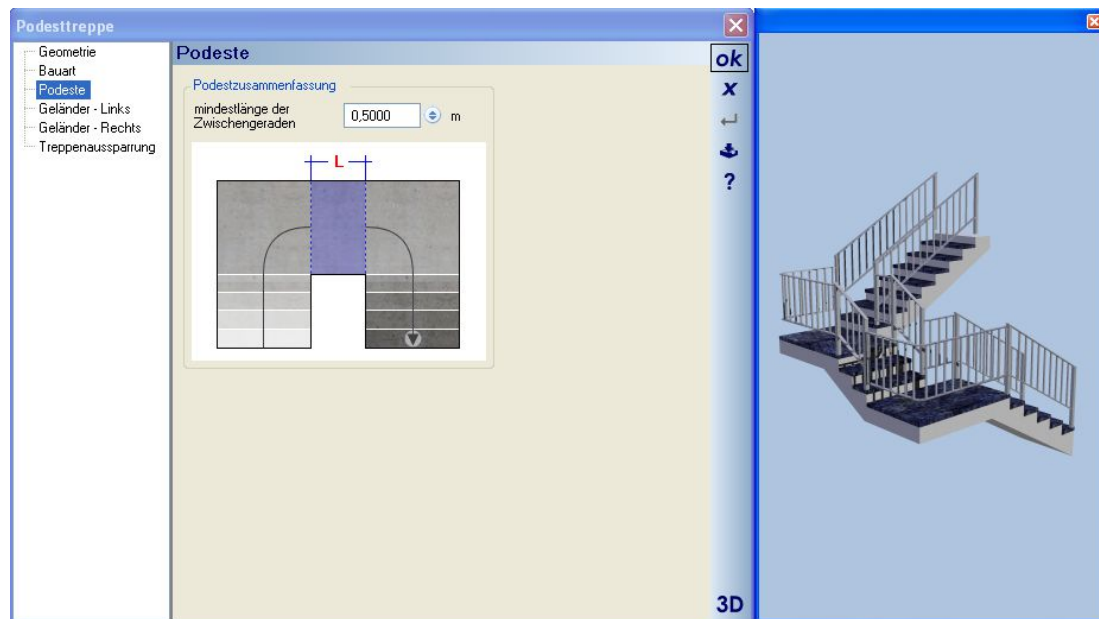 Podesttreppe
Geometrie
Bauart
Podeste
Geländer - Links
Geländer - Rechts
Treppenaussparung
Podeste
Podestzusammenfassung
mindestlänge der
Zwischengeraden
0,5000 m
L
ok
x
?
3D